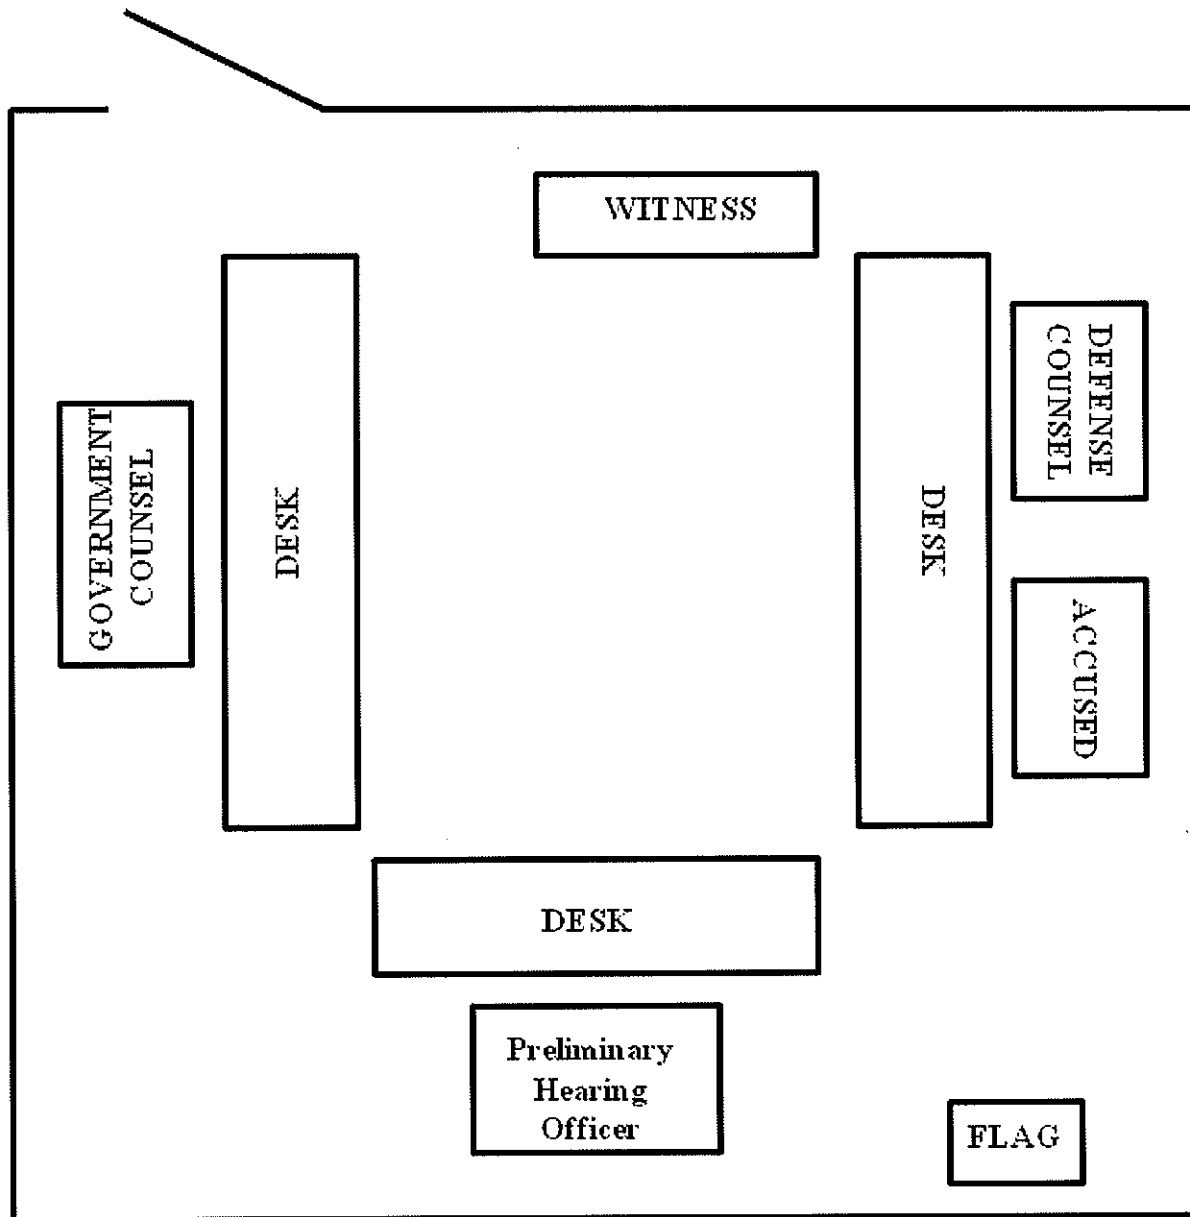 WITNESS
DEFENSE
COUNSEL
GOVERNMENT
COUNSEL
DESK
DESK
ACCUSED
DESK
Preliminary
Hearing
Officer
FLAG